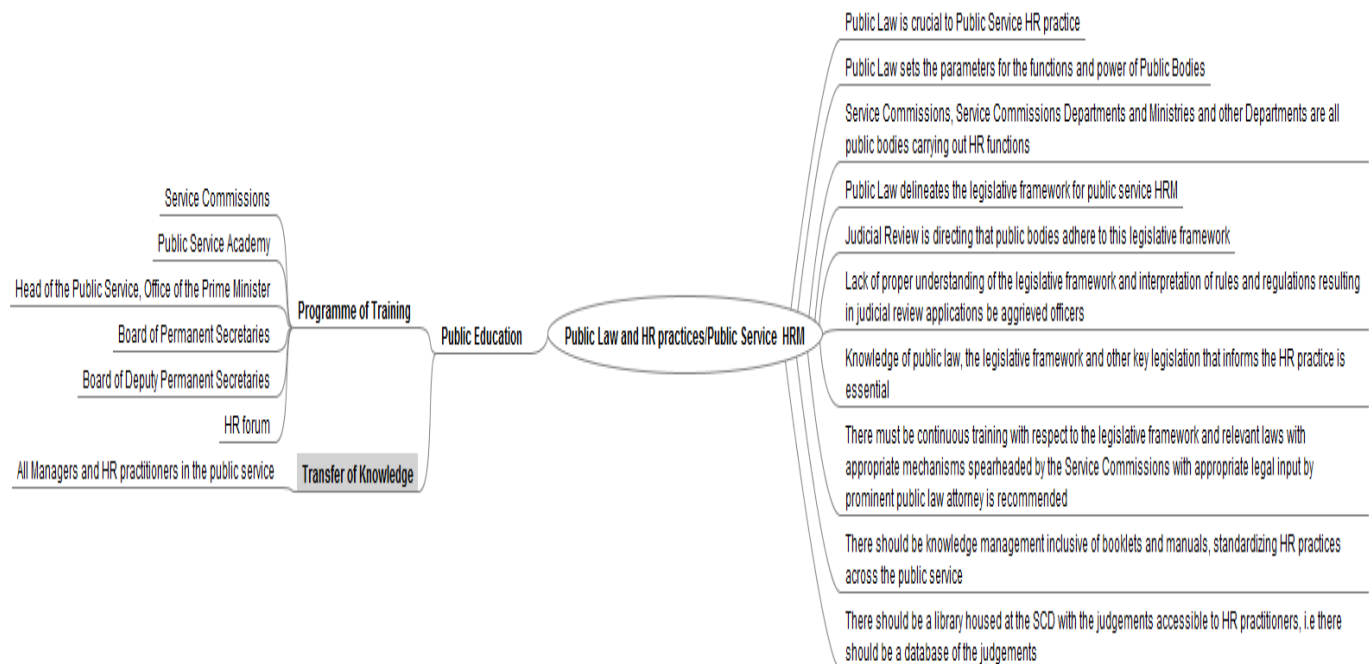 Service Commissions
Public Service Academy
Head of the Public Service, Office of the Prime Minister
Board of Permanent Secretaries
Board of Deputy Permanent Secretaries
HR forum
Programme of Training
All Managers and HR practitioners in the public service
Transfer of Knowledge
Public Education
Public Law and HR practices/Public Service HRM
Public Law is crucial to Public Service HR practice
Public Law sets the parameters for the functions and power of Public Bodies
Service Commissions, Service Commissions Departments and Ministries and other Departments are all
public bodies carrying out HR functions
Public Law delineates the legislative framework for public service HRM
Judicial Review is directing that public bodies adhere to this legislative framework
Lack of proper understanding of the legislative framework and interpretation of rules and regulations resulting
in judicial review applications be aggrieved officers
Knowledge of public law, the legislative framework and other key legislation that informs the HR practice is
essential
There must be continuous training with respect to the legislative framework and relevant laws with
appropriate mechanisms spearheaded by the Service Commissions with appropriate legal input by
prominent public law attorney is recommended
There should be knowledge management inclusive of booklets and manuals, standardizing HR practices
across the public service
There should be a library housed at the SCD with the judgements accessible to HR practitioners, i.e there
should be a database of the judgements